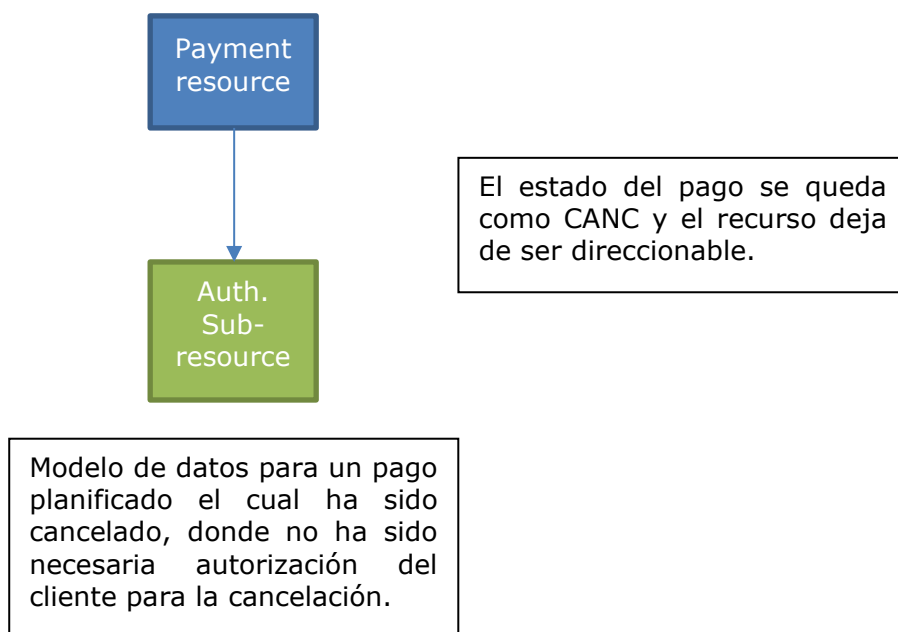 Payment
resource
El estado del pago se queda
como CANC y el recurso deja
de ser direccionable.
Auth.
Sub-
resource
Modelo de datos para un pago
planificado el cual ha sido
cancelado, donde no ha sido
necesaria autorización del
cliente para la cancelación.